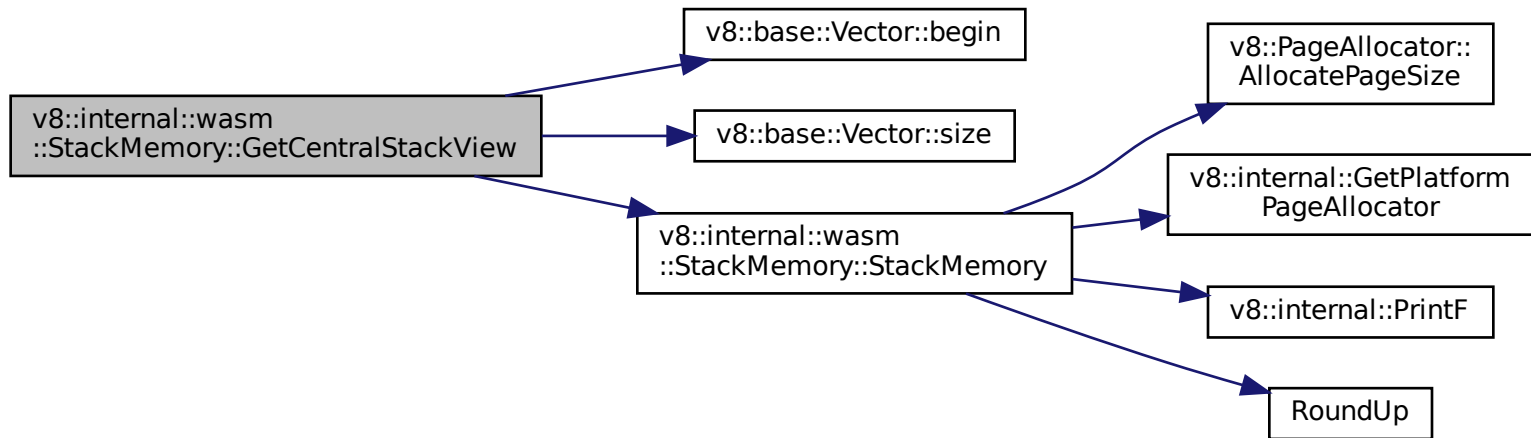 v8::internal::wasm
::StackMemory::GetCentralStackView
v8::base::Vector::begin
v8::base::Vector::size
v8::internal::wasm
::StackMemory::StackMemory
v8::PageAllocator::
AllocatePageSize
v8::internal::GetPlatform
PageAllocator
v8::internal::PrintF
RoundUp